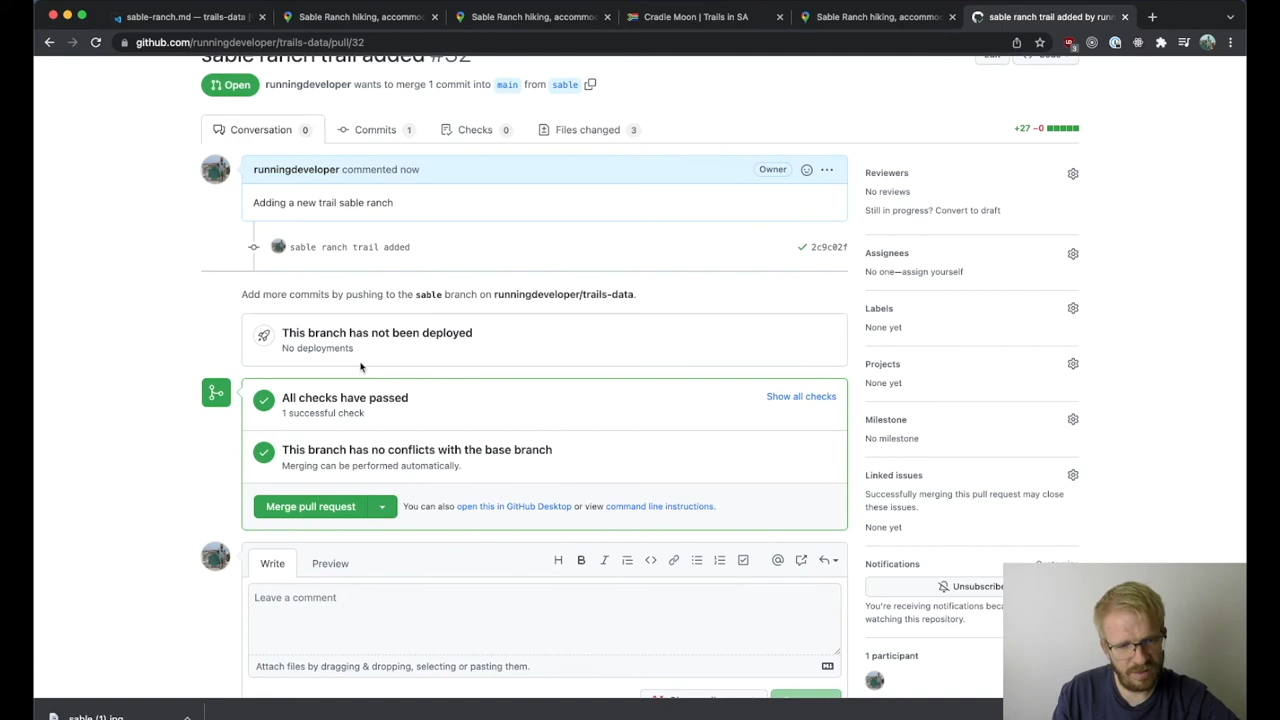 sable-ranch.md — trails-data
Sable Ranch hiking, accommo
Sable Ranch hiking, accommo
Cradle Moon | Trails in SA
Sable Ranch hiking, accommo
sable ranch trail added by runn
github.com/runningdeveloper/trails-data/pull/32
3
sable ranch trail added #32
Open
runningdeveloper wants to merge 1 commit into main from sable
Conversation 0
Commits 1
Checks 0
Files changed 3
+27 −0
runningdeveloper commented now
Owner
Adding a new trail sable ranch
sable ranch trail added
2c9c02f
Add more commits by pushing to the sable branch on runningdeveloper/trails-data.
This branch has not been deployed
No deployments
All checks have passed
1 successful check
Show all checks
This branch has no conflicts with the base branch
Merging can be performed automatically.
Merge pull request
You can also open this in GitHub Desktop or view command line instructions.
Write
Preview
H B I
Leave a comment
Attach files by dragging & dropping, selecting or pasting them.
Reviewers
No reviews
Still in progress? Convert to draft
Assignees
No one—assign yourself
Labels
None yet
Projects
None yet
Milestone
No milestone
Linked issues
Successfully merging this pull request may close
these issues.
None yet
Notifications
Unsubscribe
You're receiving notifications beca
watching this repository.
1 participant
sable (1).jpg